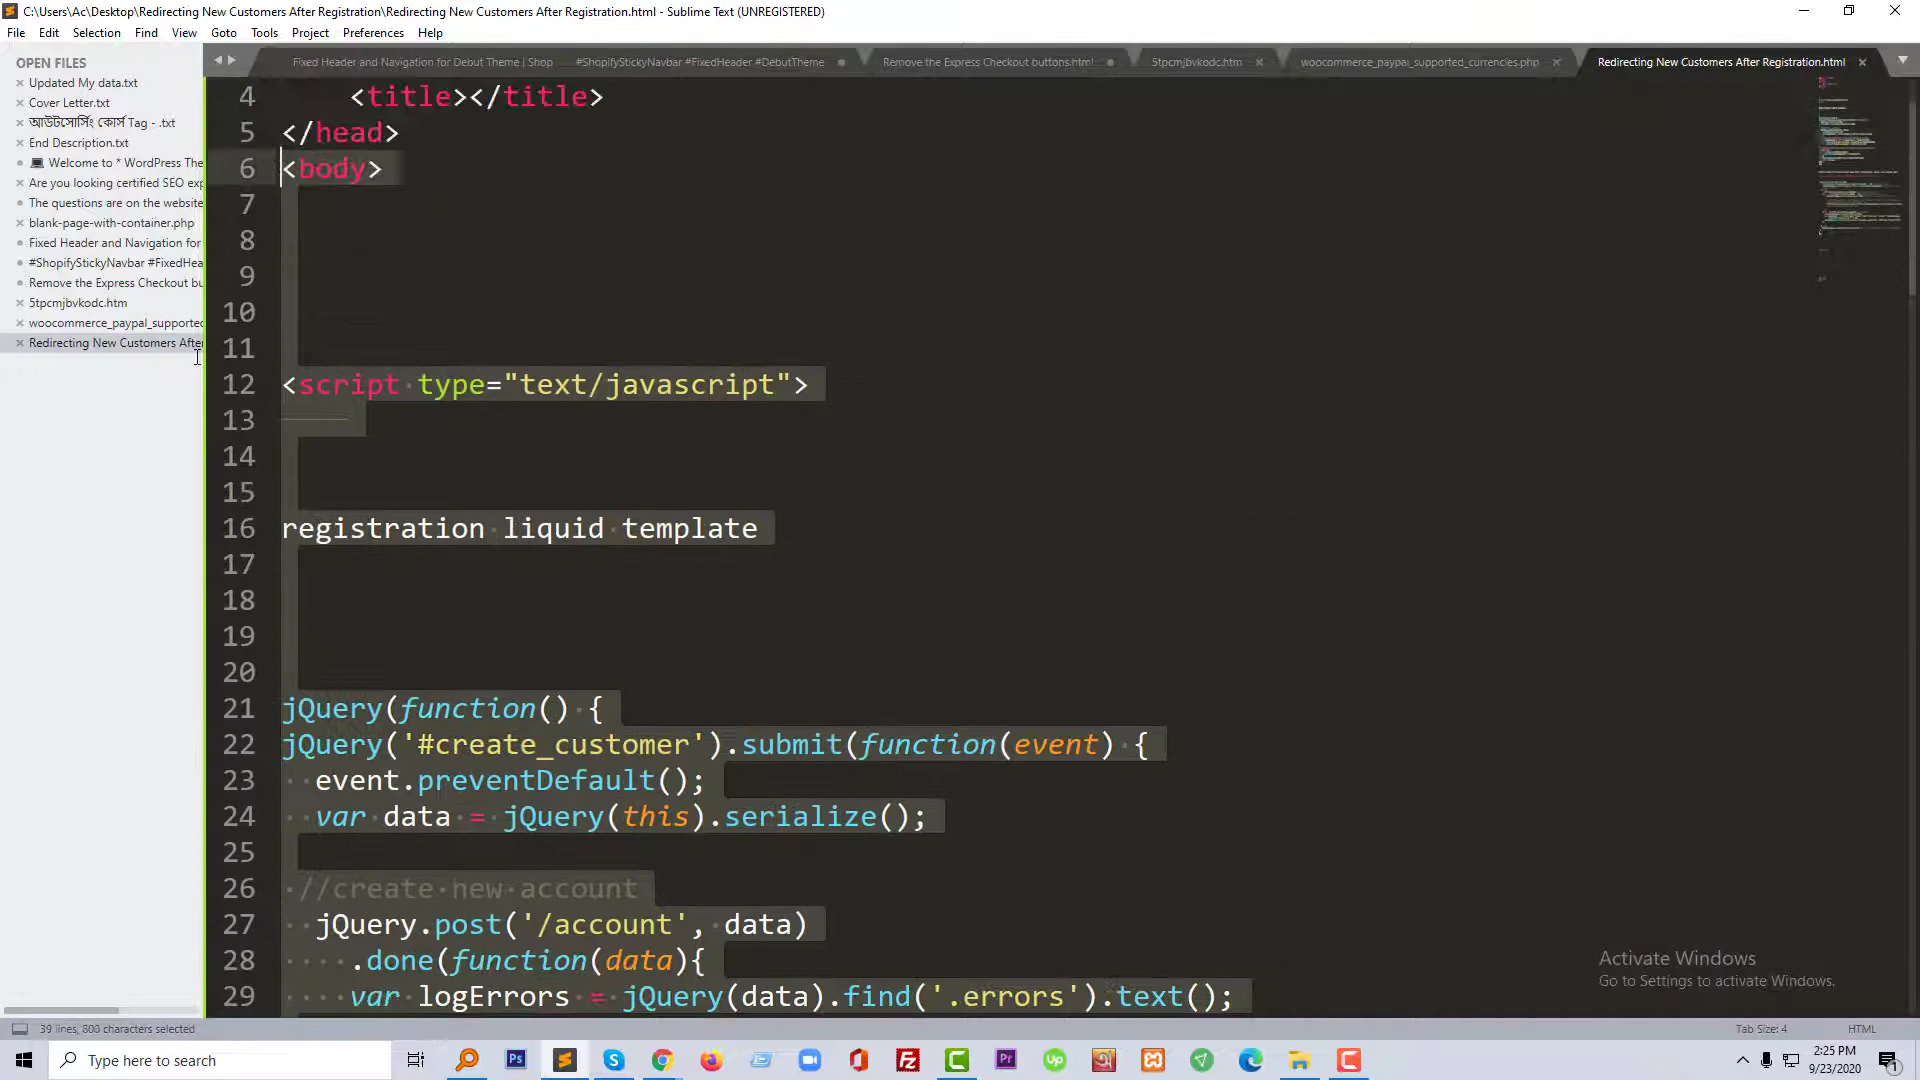 C:\Users\Ac\Desktop\Redirecting New Customers After Registration\Redirecting New Customers After Registration.html - Sublime Text (UNREGISTERED)
File Edit Selection Find View Goto Tools Project Preferences Help
OPEN FILES
Updated My data.txt
Cover Letter.txt
আউটসোর্সিং কোর্স Tag - .txt
End Description.txt
Welcome to * WordPress The
Are you looking certified SEO exp
The questions are on the website
blank-page-with-container.php
Fixed Header and Navigation for
#ShopifyStickyNavbar #FixedHea
Remove the Express Checkout bu
5tpcmjbvkodc.htm
woocommerce_paypal_supported
Redirecting New Customers After
Fixed Header and Navigation for Debut Theme | Shop #ShopifyStickyNavbar #FixedHeader #DebutTheme
Remove the Express Checkout buttons.html
5tpcmjbvkodc.htm
woocommerce_paypal_supported_currencies.php
Redirecting New Customers After Registration.html
4 <title></title>
5 </head>
6 <body>
7
8
9
10
11
12 <script type="text/javascript">
13
14
15
16 registration liquid template
17
18
19
20
21 jQuery(function() {
22 jQuery('#create_customer').submit(function(event) {
23 event.preventDefault();
24 var data = jQuery(this).serialize();
25
26 //create new account
27 jQuery.post('/account', data)
28 .done(function(data){
29 var logErrors = jQuery(data).find('.errors').text();
Activate Windows
Go to Settings to activate Windows.
39 lines, 800 characters selected
Tab Size: 4
HTML
Type here to search
2:25 PM
9/23/2020